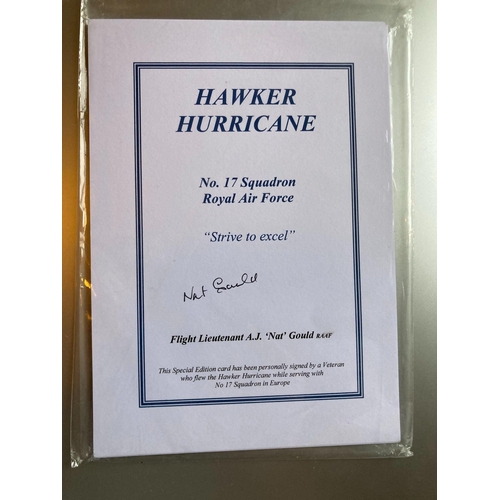 HAWKER
HURRICANE
No. 17 Squadron
Royal Air Force
"Strive to excel"
Nat Gould
Flight Lieutenant A.J. 'Nat' Gould RAAF
This Special Edition card has been personally signed by a Veteran
who flew the Hawker Hurricane while serving with
No 17 Squadron in Europe